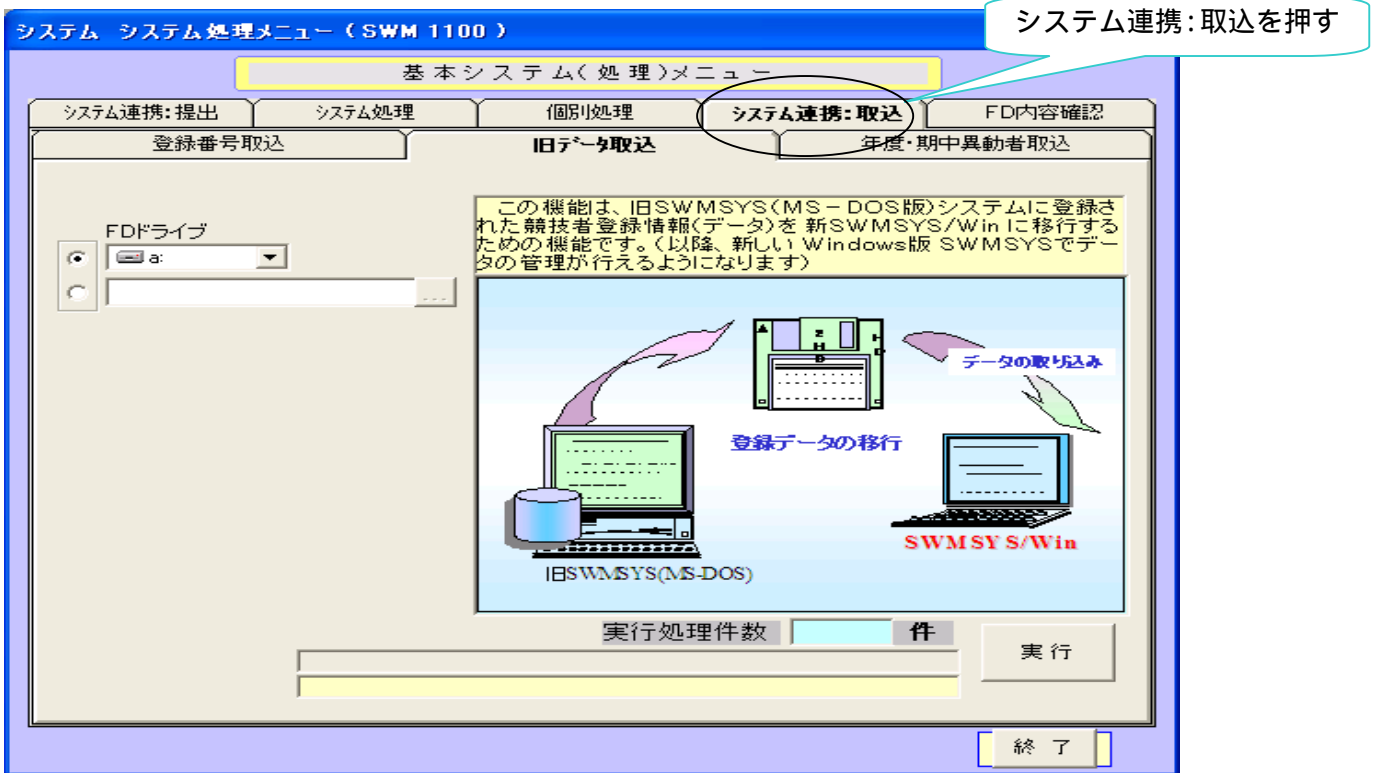 システム連携:取込を押す
システム システム処理メニュー ( SWM 1100 )
基本システム(処理)メニュー
システム連携:提出 システム処理 個別処理 システム連携:取込 FD内容確認
登録番号取込 旧データ取込 年度・期中異動者取込
この機能は、旧SWMSYS(MS-DOS版)システムに登録さ
れた競技者登録情報(データ)を 新SWMSYS/Win に移行する
ための機能です。(以降、新しい Windows版 SWMSYSでデー
タの管理が行えるようになります)
FDドライブ
a:
...
2
H
D
H
D
データの取り込み
登録データの移行
SWMSYS/Win
旧SWMSYS(MS-DOS)
実行処理件数 件
実行
終了